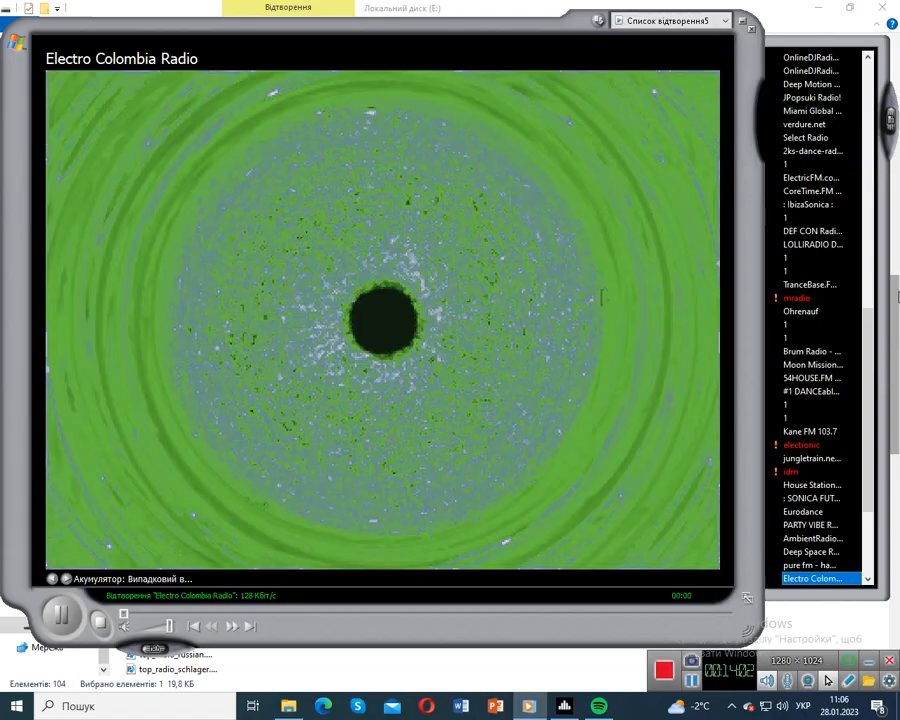 Відтворення
Локальний диск (E:)
Список відтворення5
Electro Colombia Radio
OnlineDJRadi...
OnlineDJRadi...
Deep Motion ...
JPopsuki Radio!
Miami Global ...
verdure.net
Select Radio
2ks-dance-rad...
1
ElectricFM.co...
CoreTime.FM ...
: IbizaSonica :
1
DEF CON Radi...
LOLLIRADIO D...
1
1
TranceBase.F...
! mradio
Ohrenauf
1
1
Brum Radio - ...
Moon Mission...
54HOUSE.FM ...
#1 DANCEabl...
1
1
Kane FM 103.7
! electronic
jungletrain.ne...
! idm
House Station...
: SONICA FUT...
Eurodance
PARTY VIBE R...
AmbientRadio...
Deep Space R...
pure fm - ha...
Electro Colom...
Акумулятор: Випадковий в...
Відтворення "Electro Colombia Radio": 128 Кбіт/с
00:00
Мережа
top_radio_russian....
top_radio_schlager....
Елементів: 104
Вибрано елементів: 1 19,8 КБ
1280 × 1024
00:14:02
Пошук
-2°C
УКР
11:06
28.01.2023
8